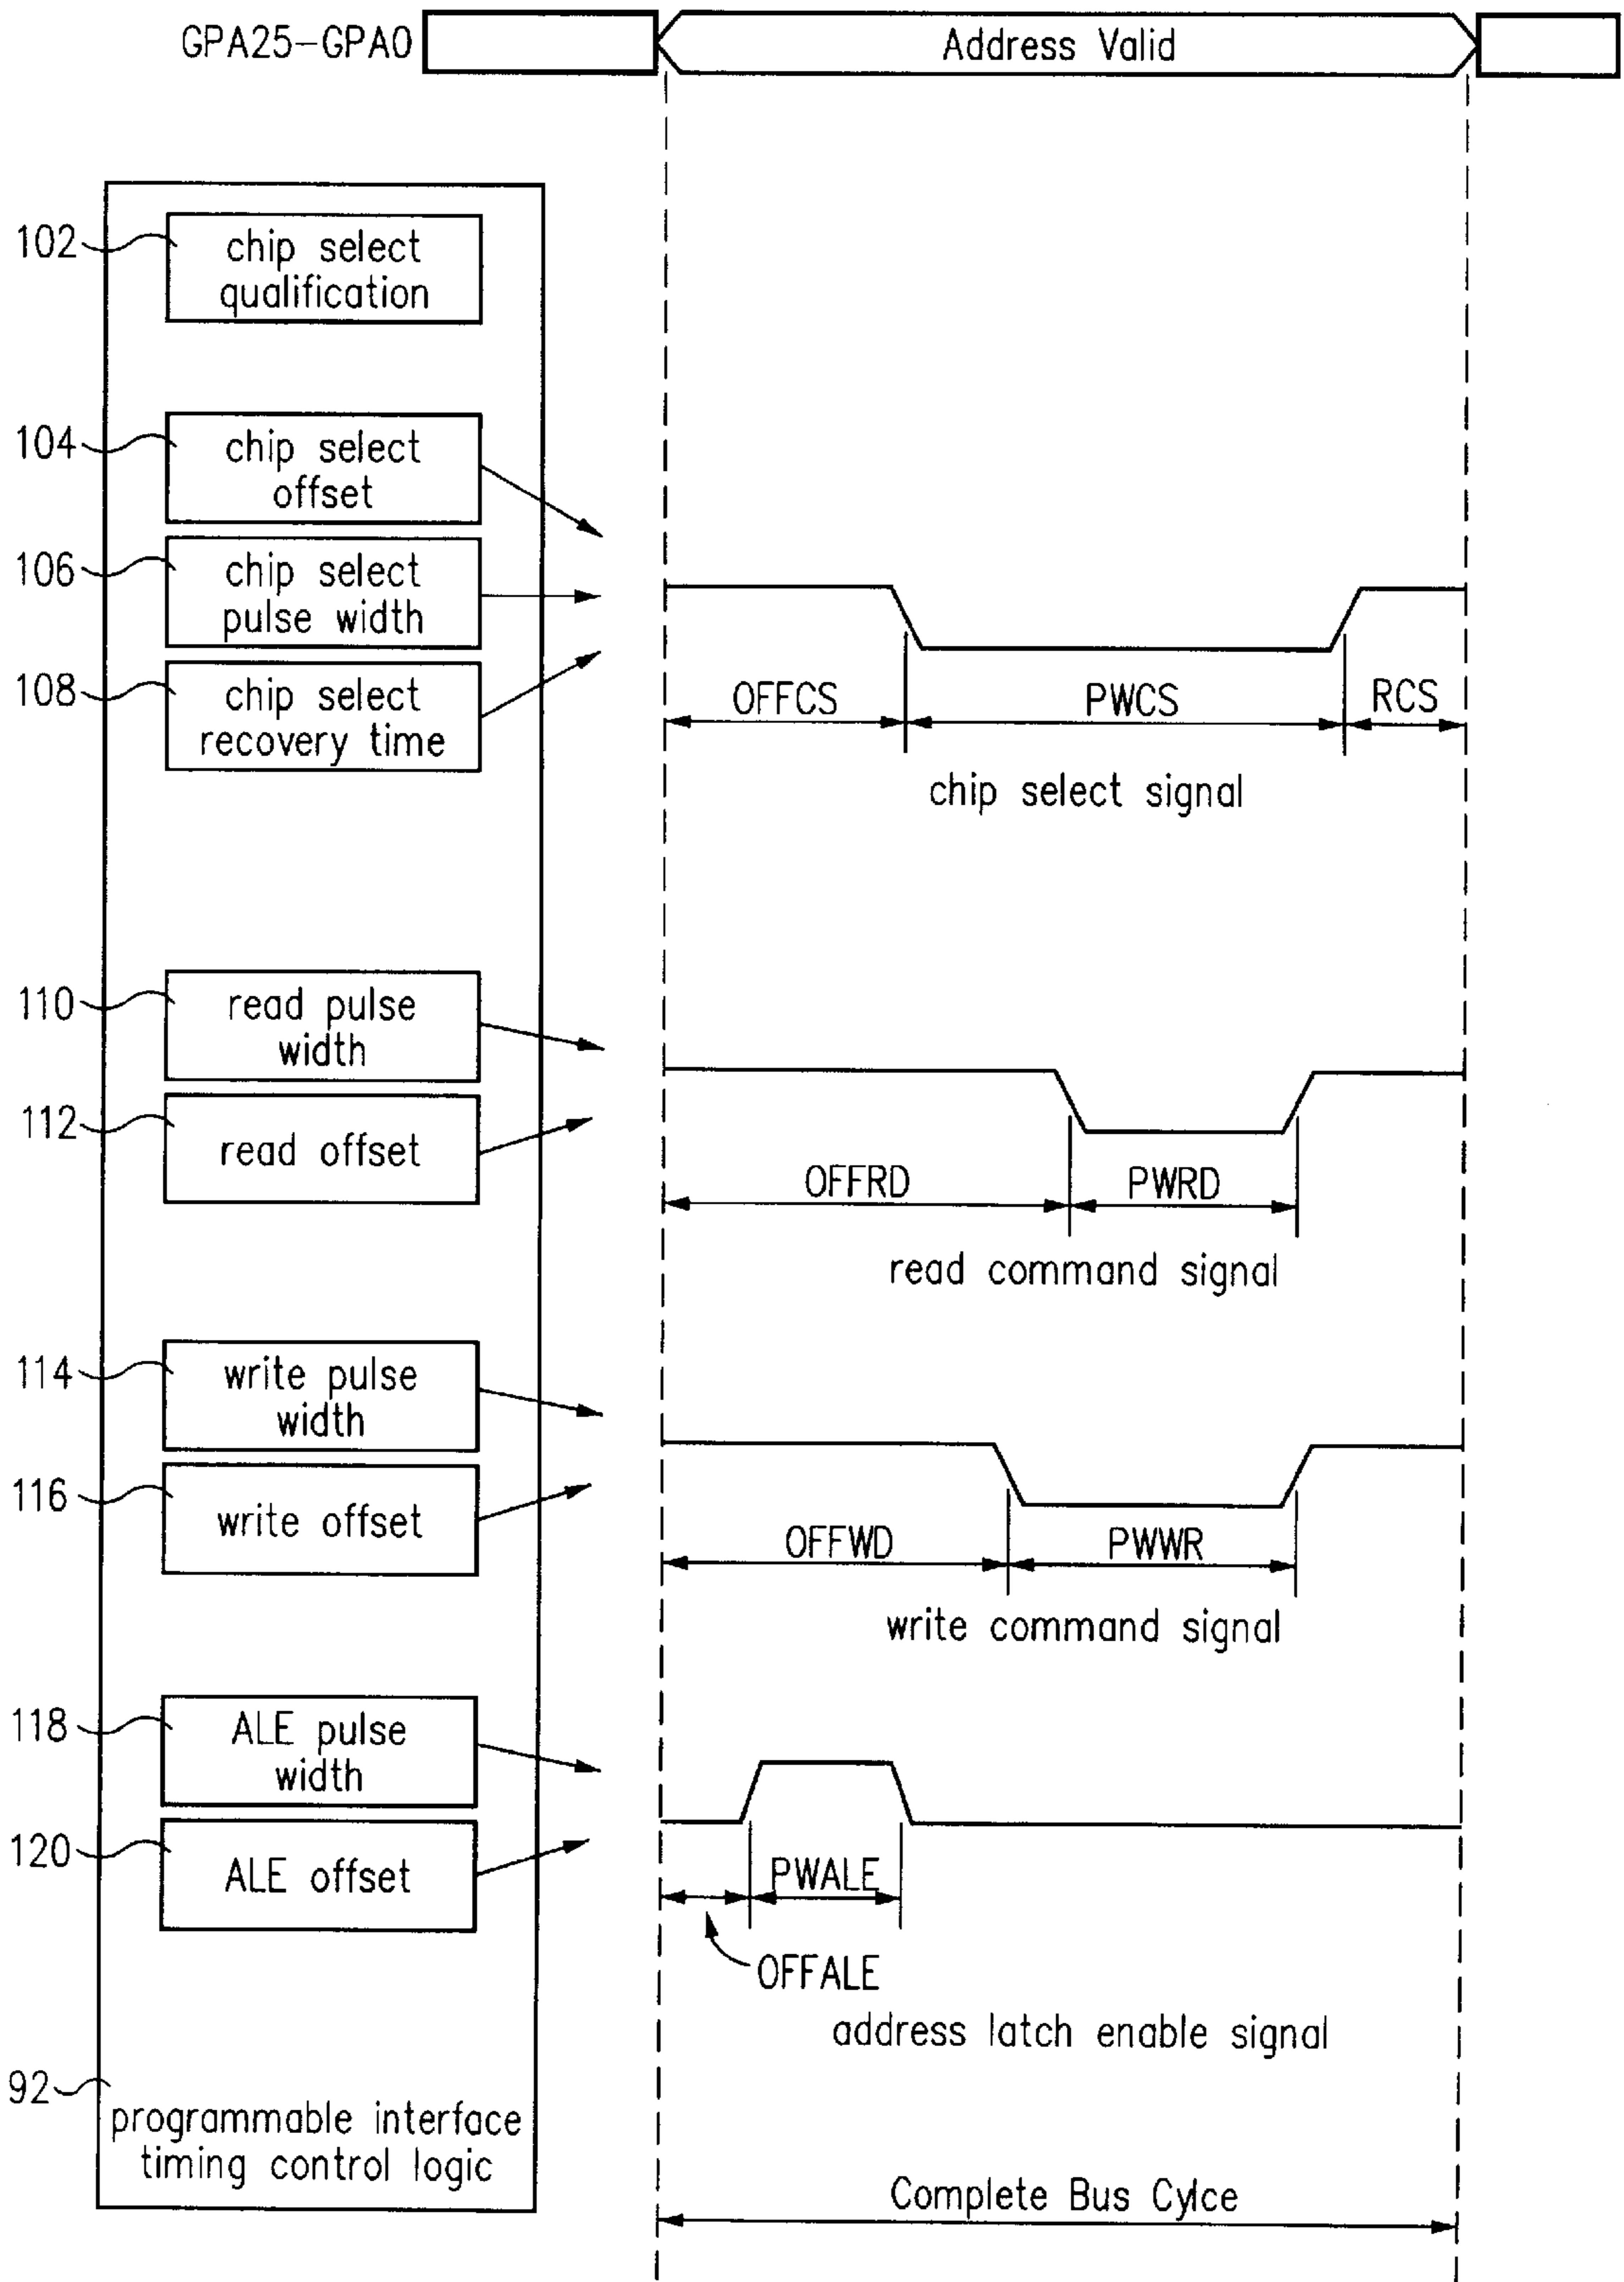 GPA25-GPA0
Address Valid
102
chip select
qualification
104
chip select
offset
106
chip select
pulse width
108
chip select
recovery time
OFFCS
PWCS
RCS
chip select signal
110
read pulse
width
112
read offset
OFFRD
PWRD
read command signal
114
write pulse
width
116
write offset
OFFWD
PWWR
write command signal
118
ALE pulse
width
120
ALE offset
PWALE
OFFALE
address latch enable signal
92
programmable interface
timing control logic
Complete Bus Cylce